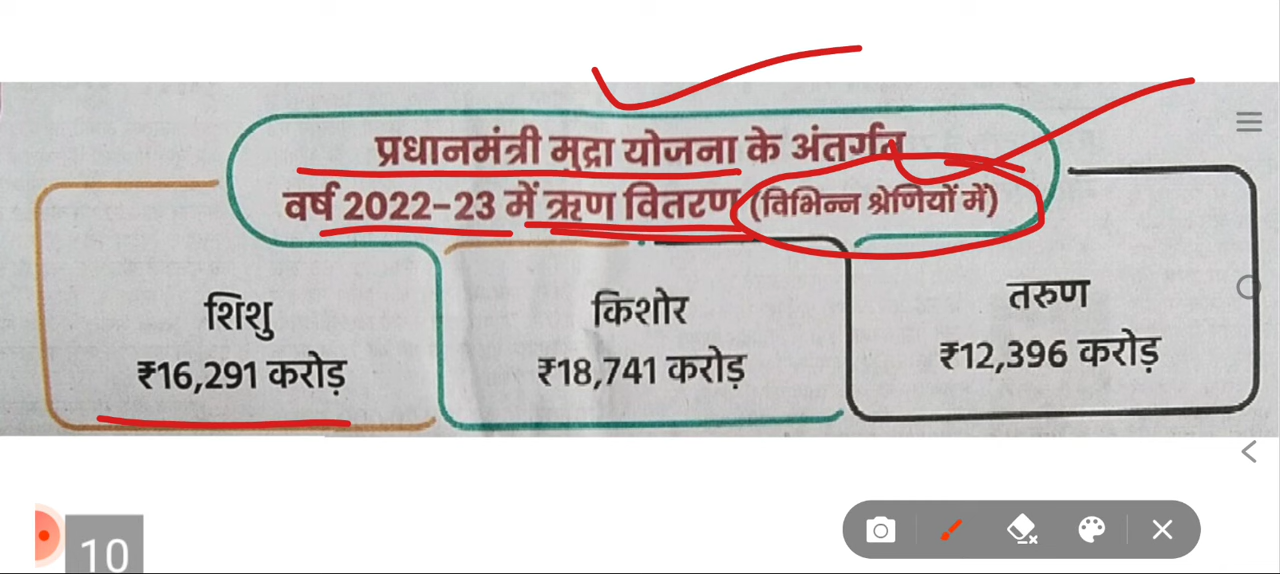 प्रधानमंत्री मुद्रा योजना के अंतर्गत
वर्ष 2022-23 में ऋण वितरण (विभिन्न श्रेणियों में)
शिशु
₹16,291 करोड़
किशोर
₹18,741 करोड़
तरुण
₹12,396 करोड़
10